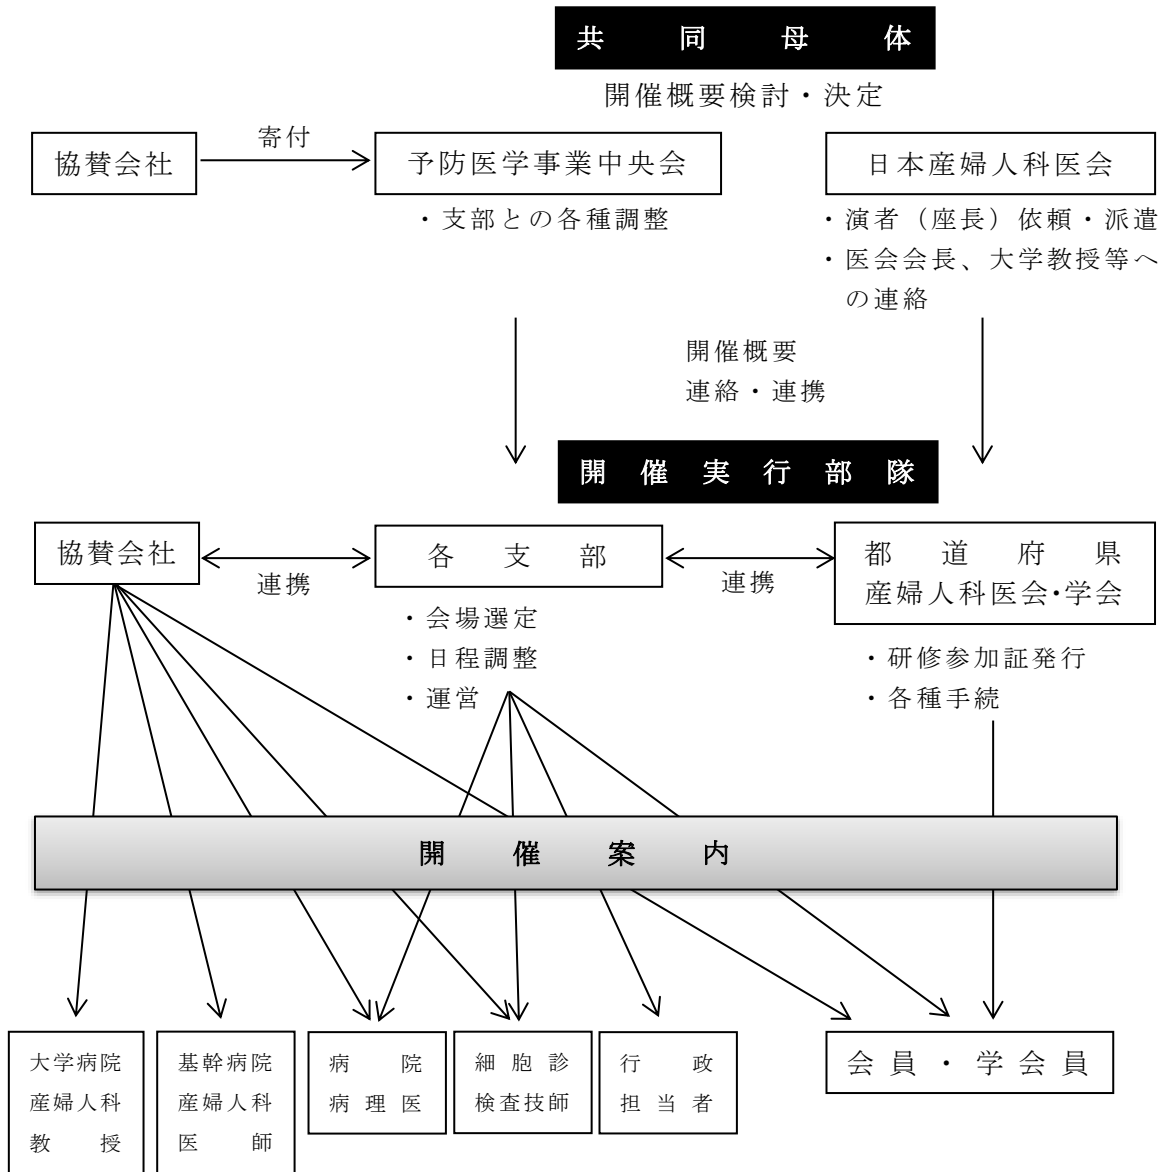 共同母体
開催概要検討・決定
寄付
協賛会社
予防医学事業中央会
日本産婦人科医会
・支部との各種調整
・演者（座長）依頼・派遣
・医会会長、大学教授等へ
の連絡
開催概要
連絡・連携
開催実行部隊
協賛会社
連携
各支部
連携
都道府県
産婦人科医会・学会
・会場選定
・日程調整
・運営
・研修参加証発行
・各種手続
開催案内
大学病院
産婦人科
教授
基幹病院
産婦人科
医師
病院
病理医
細胞診
検査技師
行政
担当者
会員・学会員